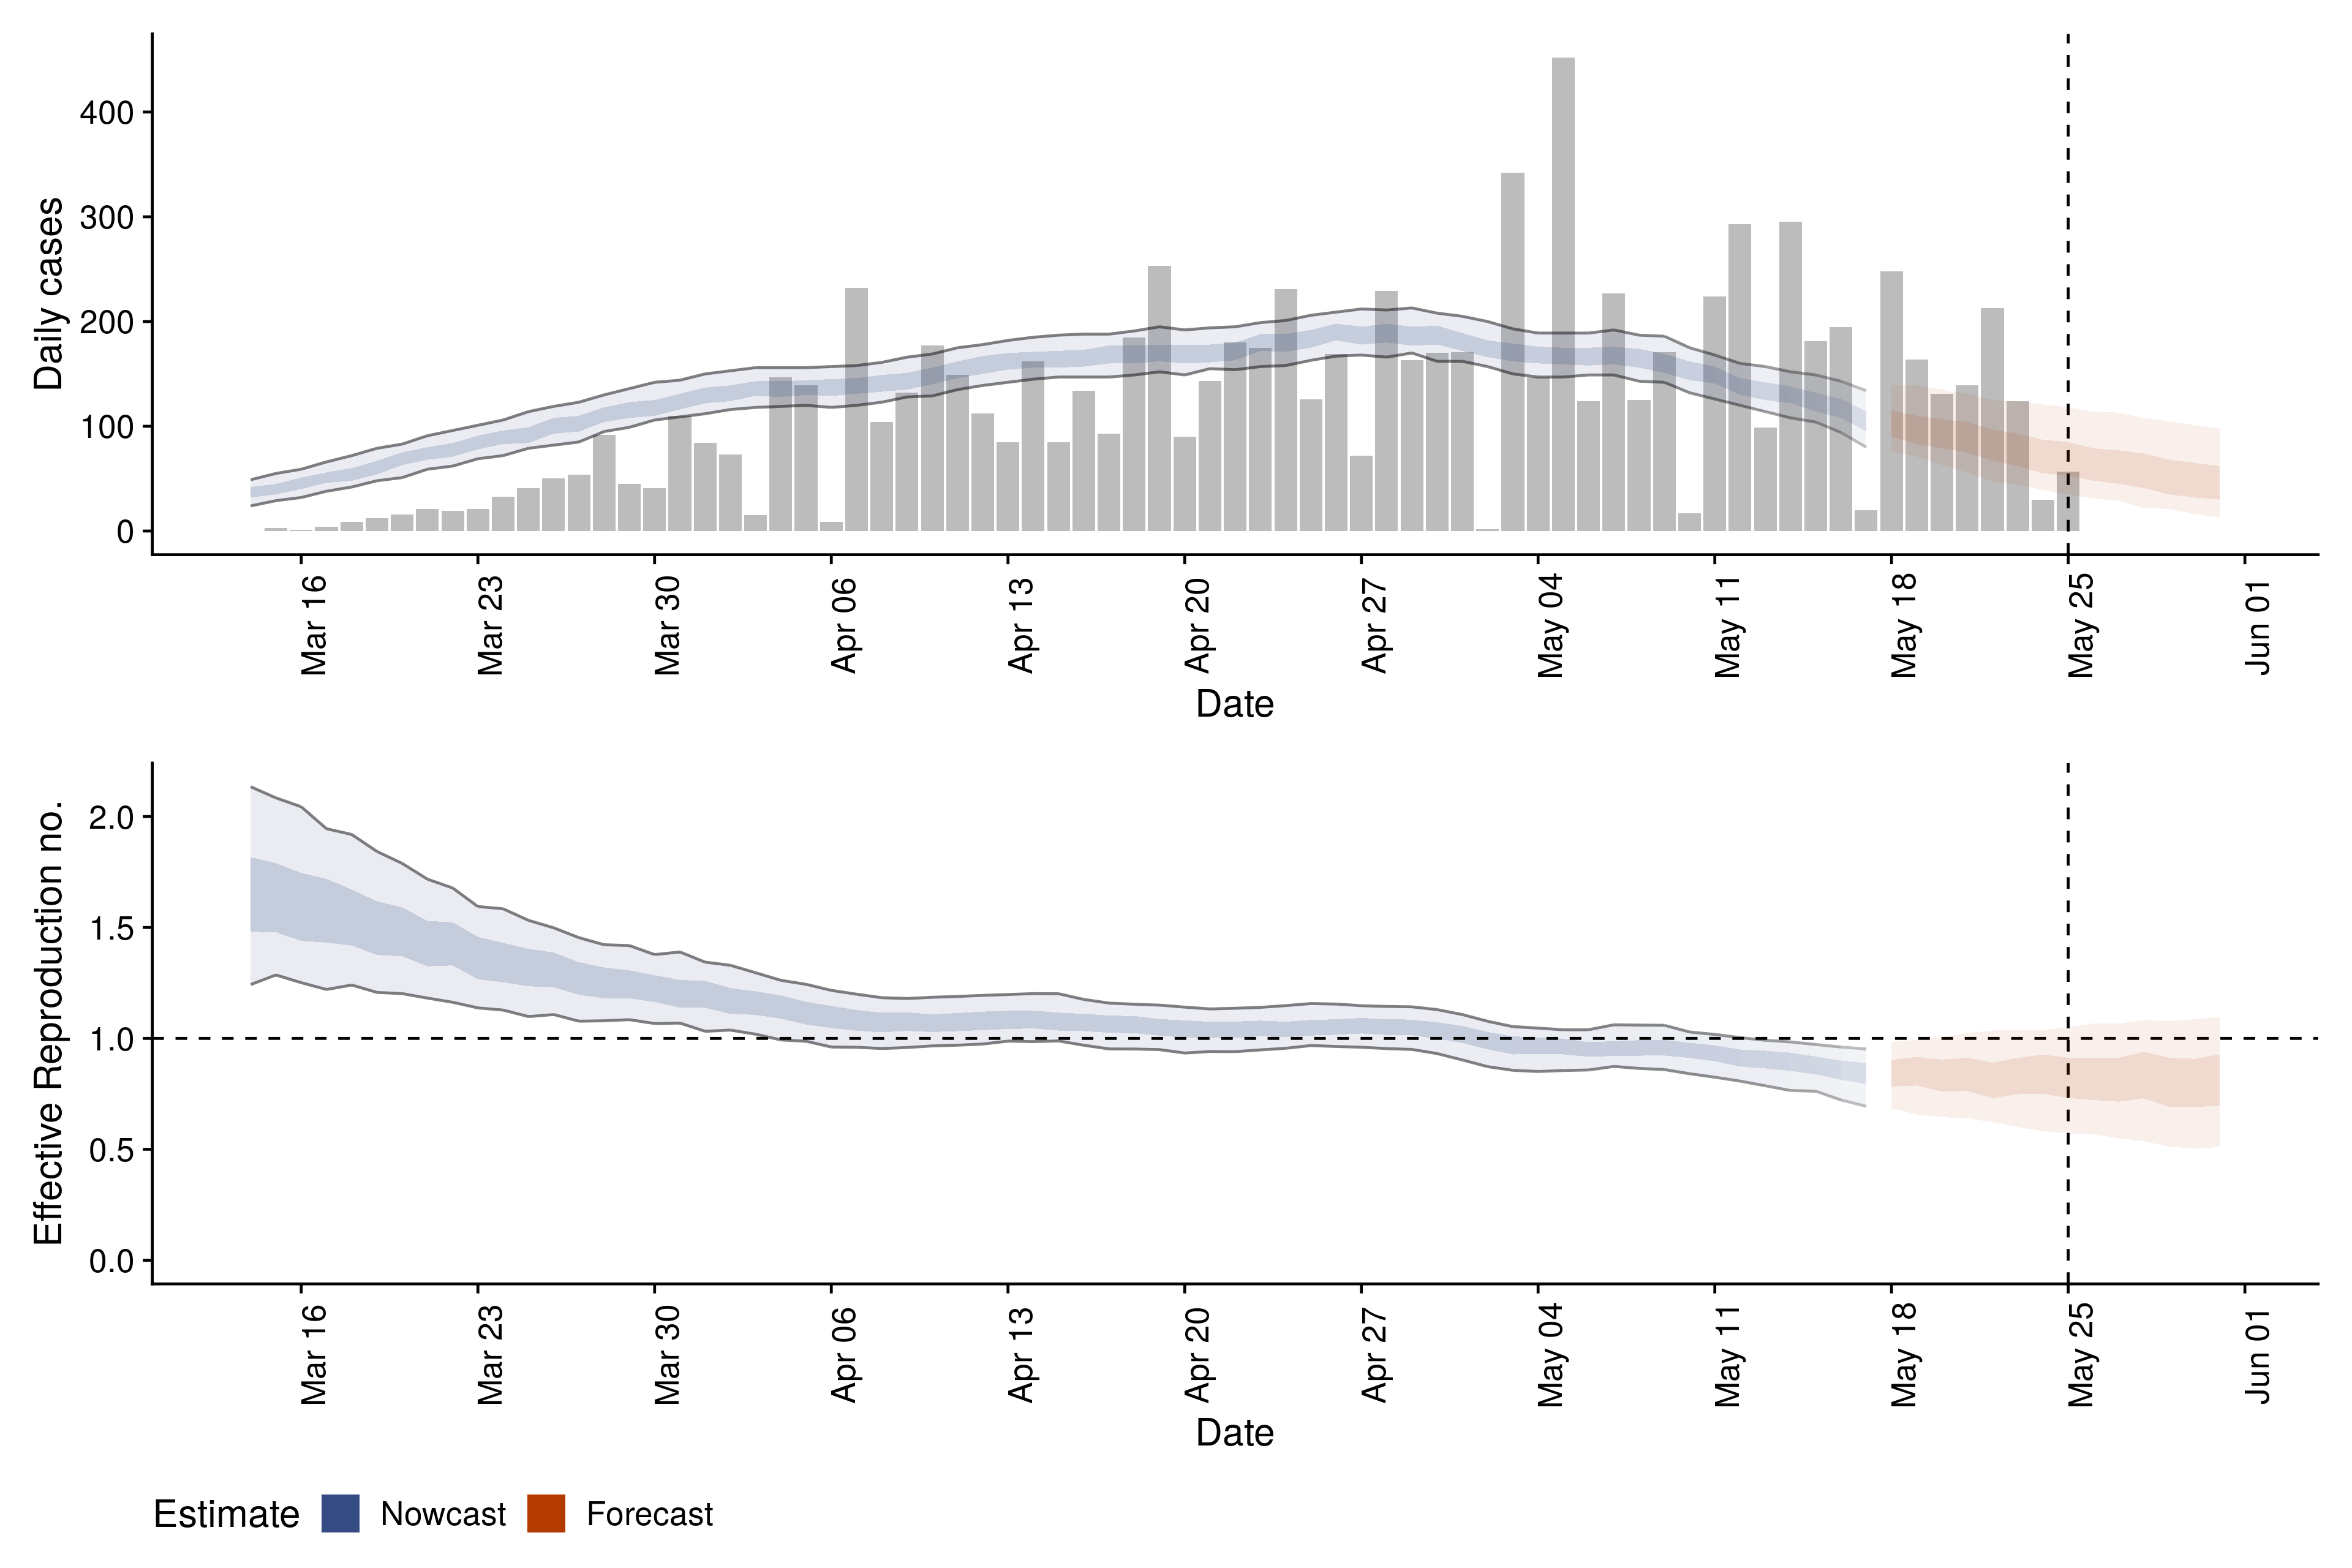 Daily cases
400
300
200
100
0
Mar 16
Mar 23
Mar 30
Apr 06
Apr 13
Apr 20
Apr 27
May 04
May 11
May 18
May 25
Jun 01
Date
Effective Reproduction no.
2.0
1.5
1.0
0.5
0.0
Mar 16
Mar 23
Mar 30
Apr 06
Apr 13
Apr 20
Apr 27
May 04
May 11
May 18
May 25
Jun 01
Date
Estimate Nowcast Forecast